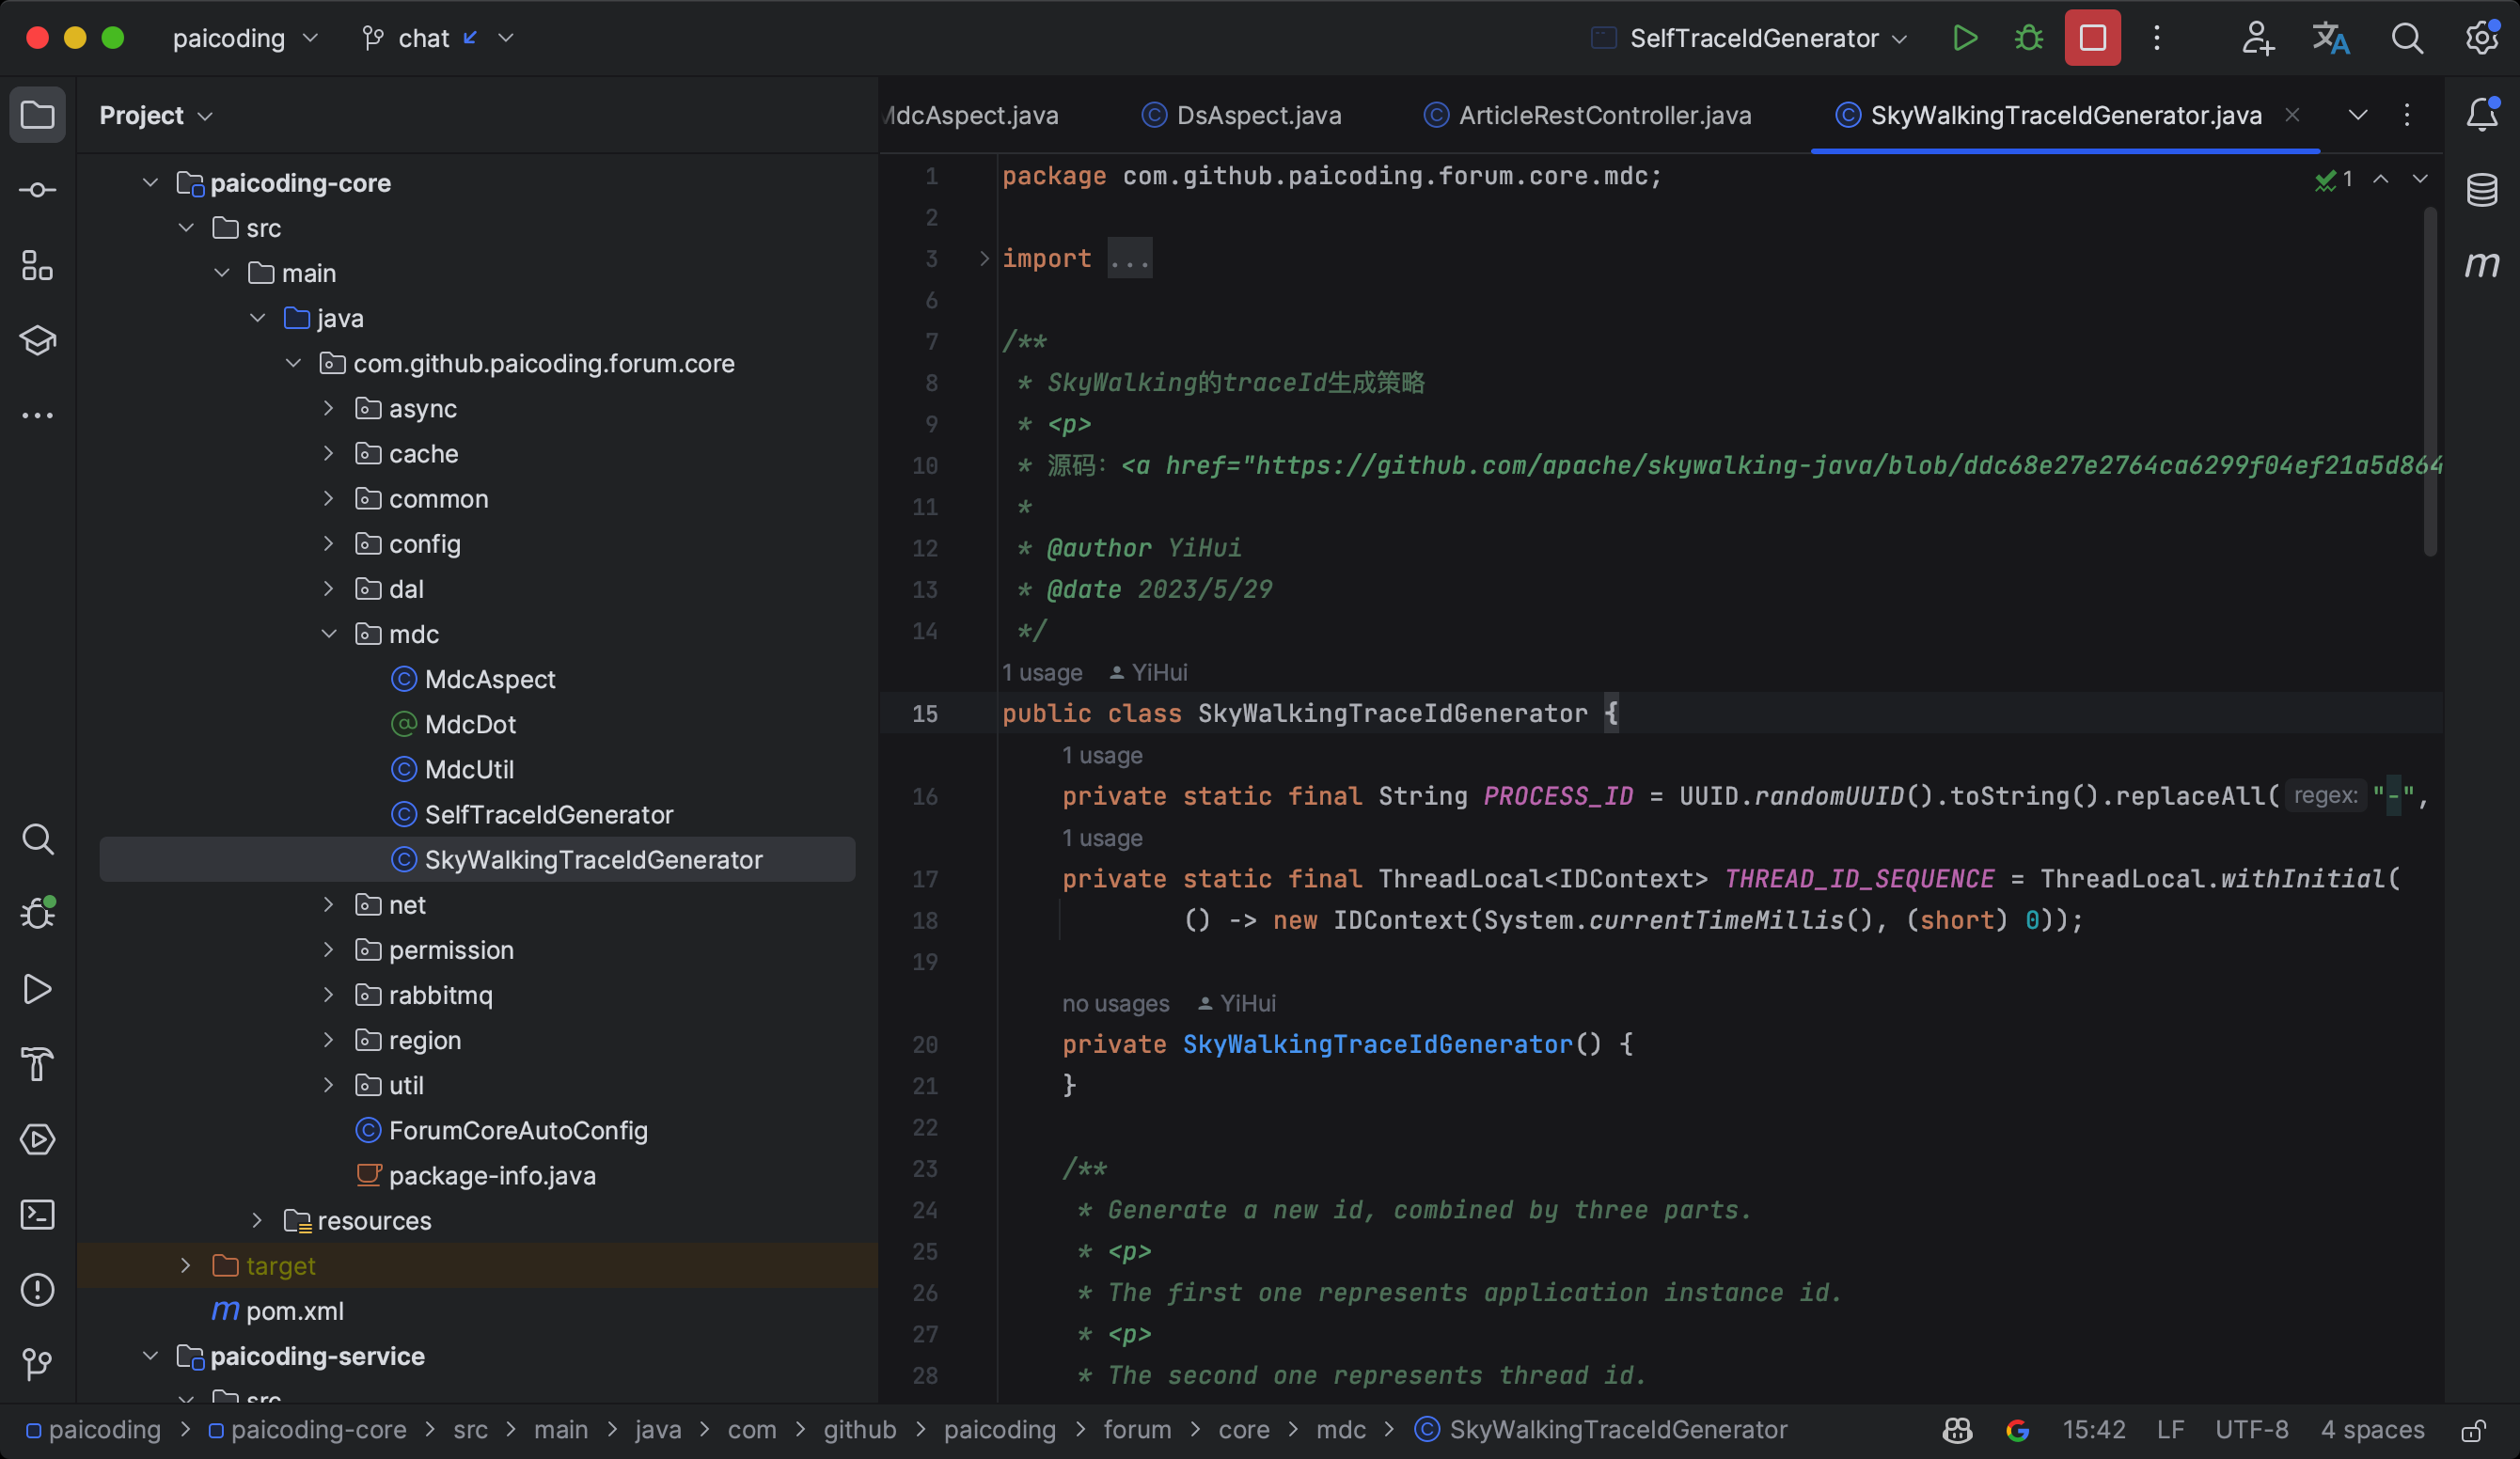 paicoding
chat
SelfTraceIdGenerator
Project
MdcAspect.java
DsAspect.java
ArticleRestController.java
SkyWalkingTraceIdGenerator.java
paicoding-core
src
main
java
com.github.paicoding.forum.core
async
cache
common
config
dal
mdc
MdcAspect
MdcDot
MdcUtil
SelfTraceIdGenerator
SkyWalkingTraceIdGenerator
net
permission
rabbitmq
region
util
ForumCoreAutoConfig
package-info.java
resources
target
pom.xml
paicoding-service
src
1
1 package com.github.paicoding.forum.core.mdc;
2
3 import ...
6
7 /**
8 * SkyWalking的traceId生成策略
9 * <p>
10 * 源码：<a href="https://github.com/apache/skywalking-java/blob/ddc68e27e2764ca6299f04ef21a5d864
11 *
12 * @author YiHui
13 * @date 2023/5/29
14 */
1 usage YiHui
15 public class SkyWalkingTraceIdGenerator {
1 usage
16 private static final String PROCESS_ID = UUID.randomUUID().toString().replaceAll( regex: "-",
1 usage
17 private static final ThreadLocal<IDContext> THREAD_ID_SEQUENCE = ThreadLocal.withInitial(
18 () -> new IDContext(System.currentTimeMillis(), (short) 0));
19
no usages YiHui
20 private SkyWalkingTraceIdGenerator() {
21 }
22
23 /**
24 * Generate a new id, combined by three parts.
25 * <p>
26 * The first one represents application instance id.
27 * <p>
28 * The second one represents thread id.
paicoding > paicoding-core > src > main > java > com > github > paicoding > forum > core > mdc > SkyWalkingTraceIdGenerator
15:42 LF UTF-8 4 spaces